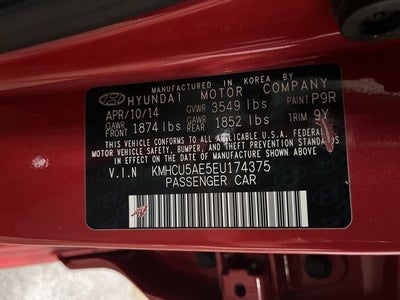 MANUFACTURED IN KOREA BY
HYUNDAI MOTOR COMPANY
APR/10/14 GVWR 3549 lbs PAINT P9R
GAWR FRONT 1874 lbs GAWR REAR 1852 lbs TRIM 9Y
THIS VEHICLE CONFORMS TO ALL APPLICABLE U.S.A. FEDERAL
MOTOR VEHICLE SAFETY, BUMPER, AND THEFT PREVENTION STANDARDS
IN EFFECT ON THE DATE OF MANUFACTURE SHOWN ABOVE.
V.I.N KMHCU5AE5EU174375
PASSENGER CAR